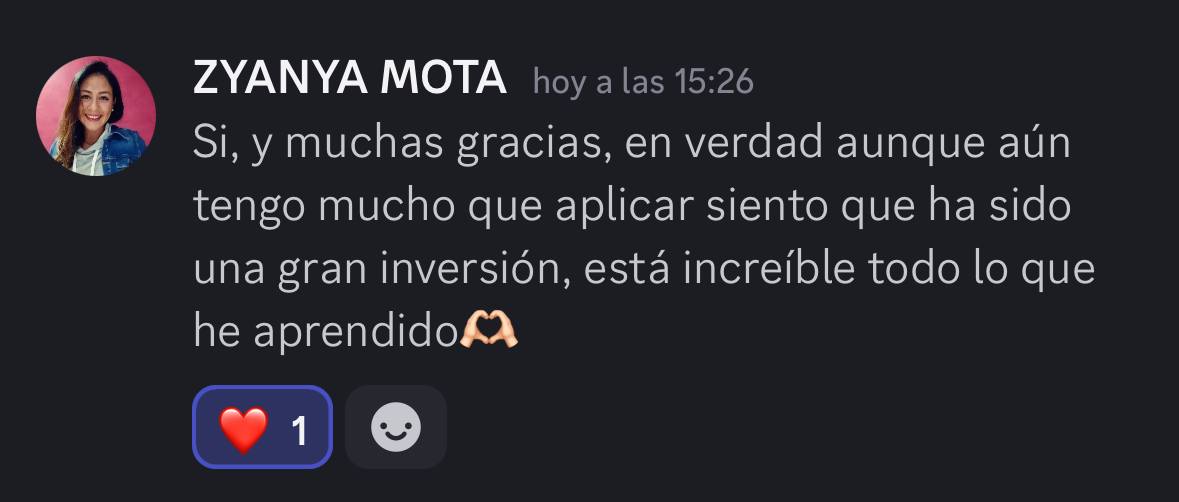 ZYANYA MOTA hoy a las 15:26
Si, y muchas gracias, en verdad aunque aún
tengo mucho que aplicar siento que ha sido
una gran inversión, está increíble todo lo que
he aprendido🫶🏻
❤️ 1